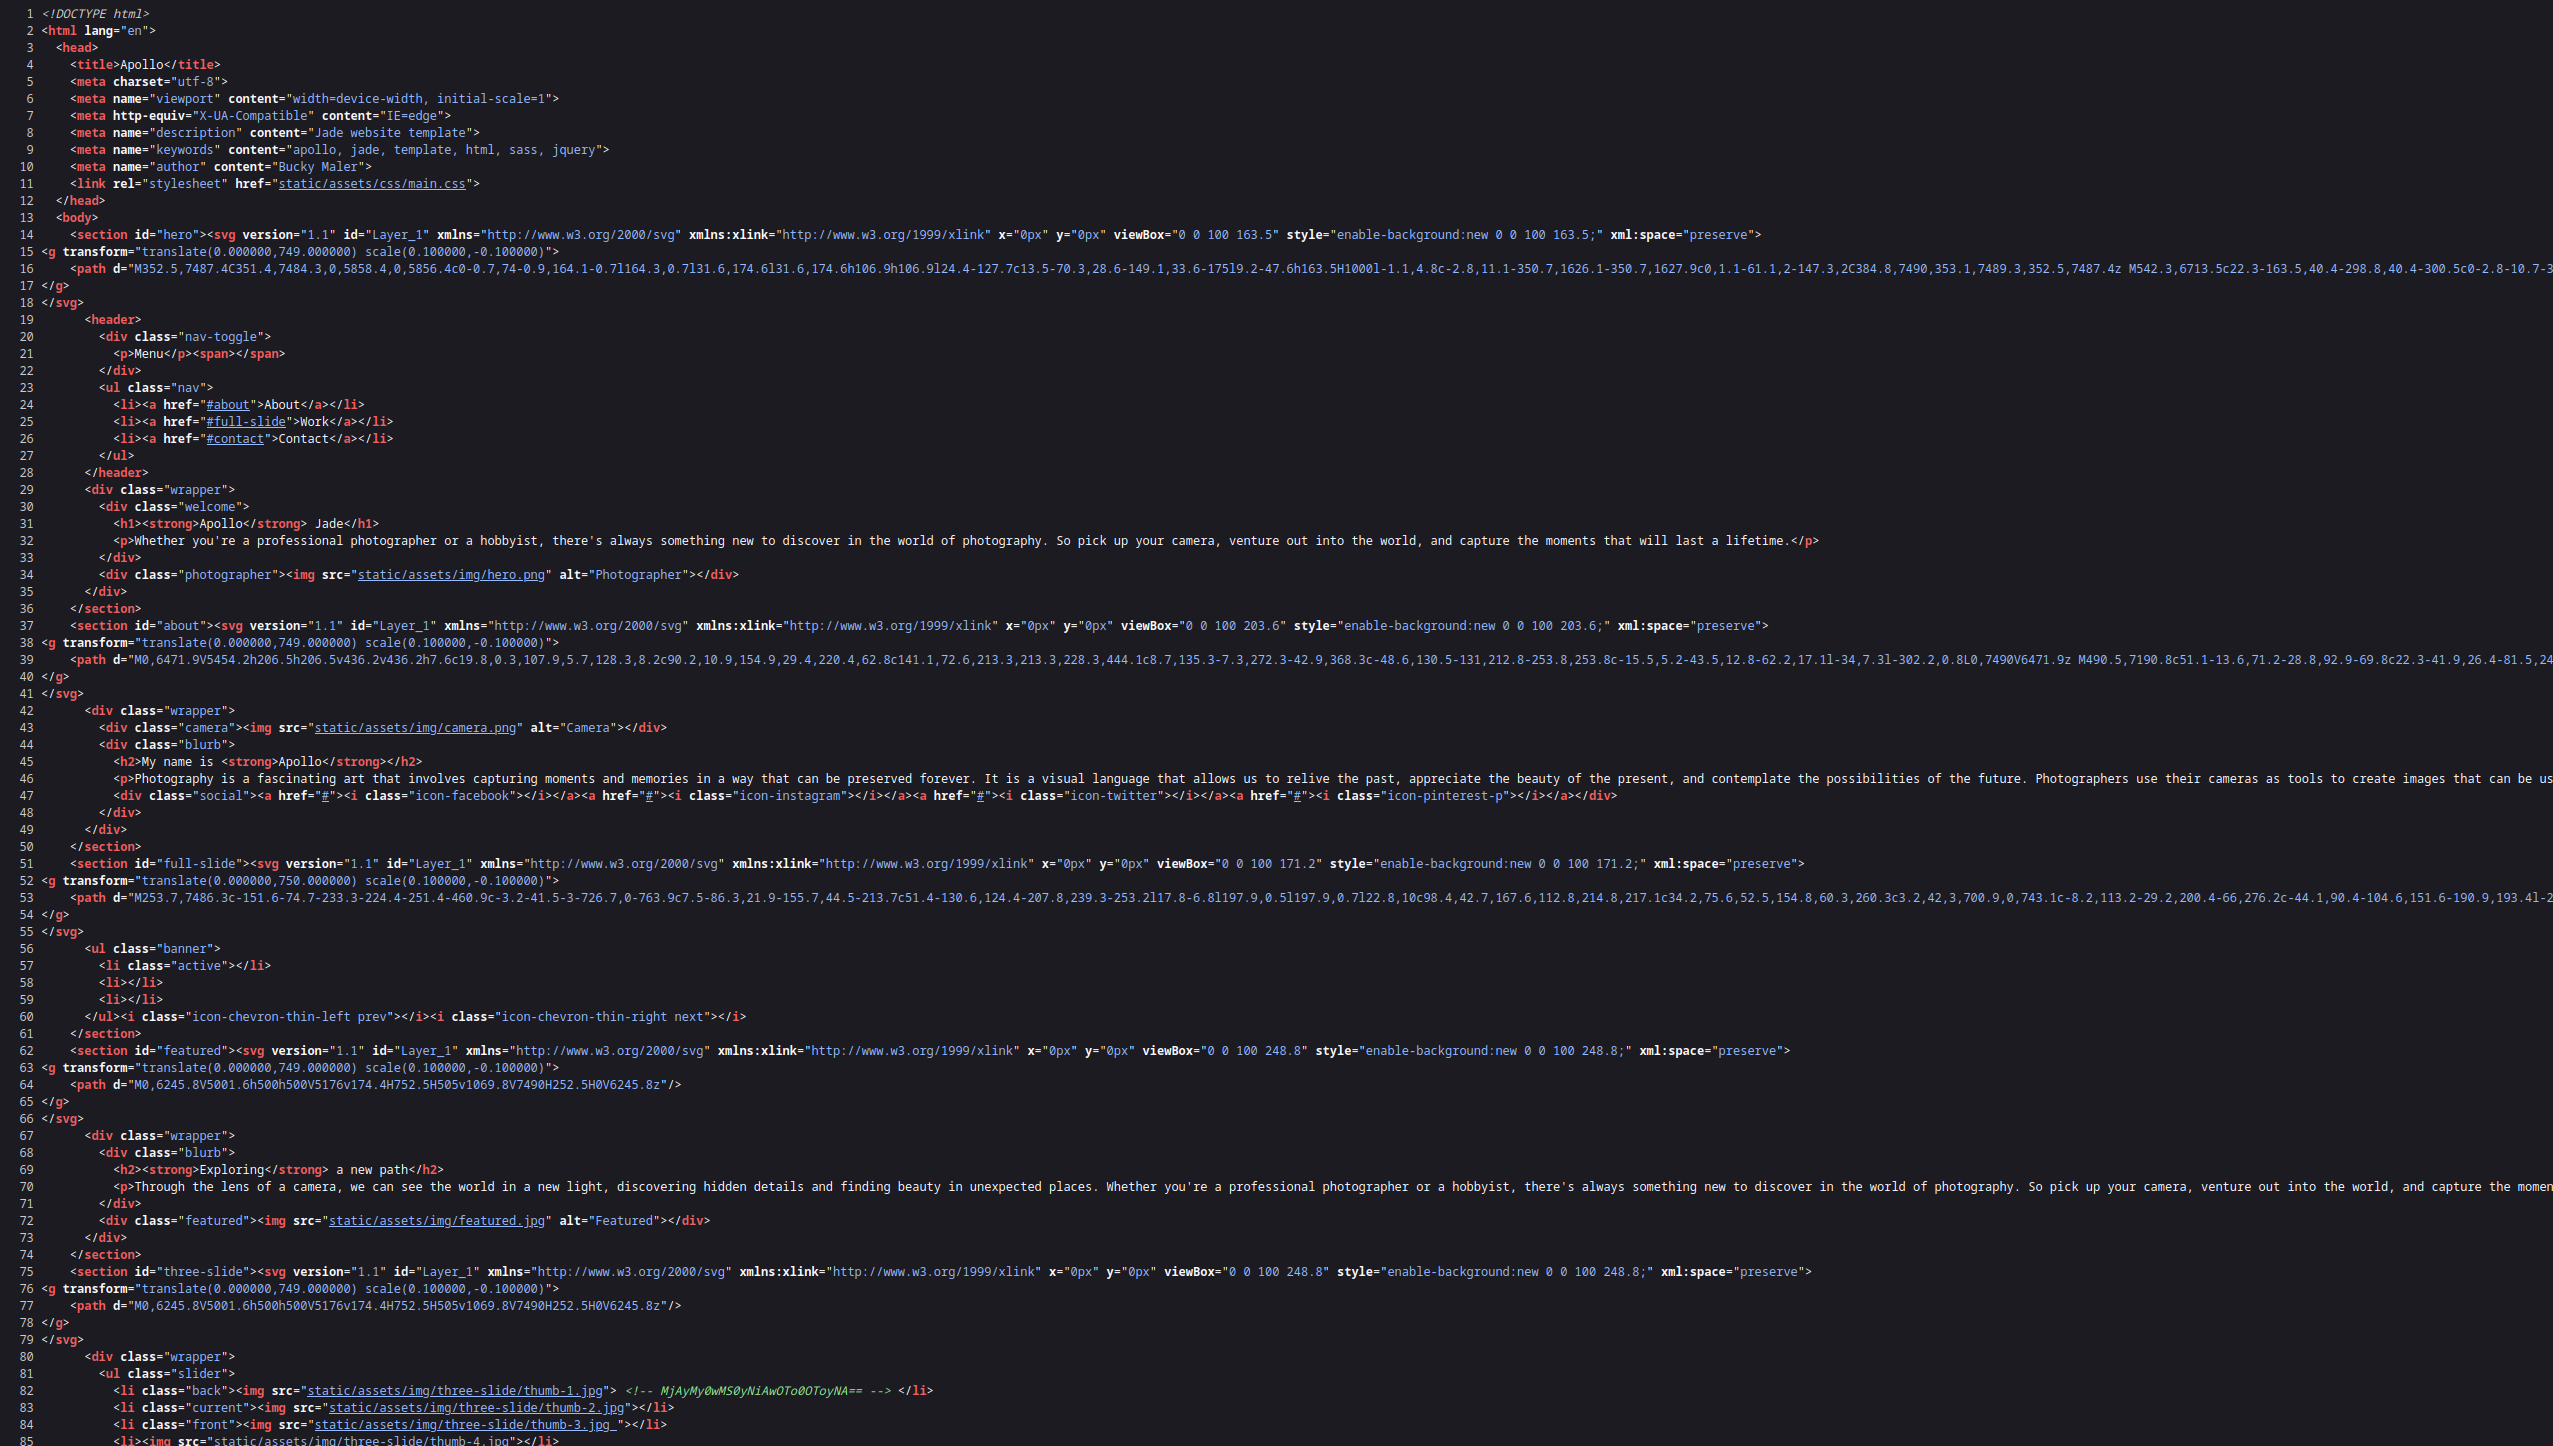 1 <!DOCTYPE html>
2 <html lang="en">
3 <head>
4 <title>Apollo</title>
5 <meta charset="utf-8">
6 <meta name="viewport" content="width=device-width, initial-scale=1">
7 <meta http-equiv="X-UA-Compatible" content="IE=edge">
8 <meta name="description" content="Jade website template">
9 <meta name="keywords" content="apollo, jade, template, html, sass, jquery">
10 <meta name="author" content="Bucky Maler">
11 <link rel="stylesheet" href="static/assets/css/main.css">
12 </head>
13 <body>
14 <section id="hero"><svg version="1.1" id="Layer_1" xmlns="http://www.w3.org/2000/svg" xmlns:xlink="http://www.w3.org/1999/xlink" x="0px" y="0px" viewBox="0 0 100 163.5" style="enable-background:new 0 0 100 163.5;" xml:space="preserve">
15 <g transform="translate(0.000000,749.000000) scale(0.100000,-0.100000)">
16 <path d="M352.5,7487.4C351.4,7484.3,0,5858.4,0,5856.4c0-0.7,74-0.9,164.1-0.7l164.3,0.7l31.6,174.6l31.6,174.6h106.9h106.9l24.4-127.7c13.5-70.3,28.6-149.1,33.6-175l9.2-47.6h163.5H1000l-1.1,4.8c-2.8,11.1-350.7,1626.1-350.7,1627.9c0,1.1-61.1,2-147.3,2C384.8,7490,353.1,7489.3,352.5,7487.4z M542.3,6713.5c22.3-163.5,40.4-298.8,40.4-300.5c0-2.8-10.7-3
17 </g>
18 </svg>
19 <header>
20 <div class="nav-toggle">
21 <p>Menu</p><span></span>
22 </div>
23 <ul class="nav">
24 <li><a href="#about">About</a></li>
25 <li><a href="#full-slide">Work</a></li>
26 <li><a href="#contact">Contact</a></li>
27 </ul>
28 </header>
29 <div class="wrapper">
30 <div class="welcome">
31 <h1><strong>Apollo</strong> Jade</h1>
32 <p>Whether you're a professional photographer or a hobbyist, there's always something new to discover in the world of photography. So pick up your camera, venture out into the world, and capture the moments that will last a lifetime.</p>
33 </div>
34 <div class="photographer"><img src="static/assets/img/hero.png" alt="Photographer"></div>
35 </div>
36 </section>
37 <section id="about"><svg version="1.1" id="Layer_1" xmlns="http://www.w3.org/2000/svg" xmlns:xlink="http://www.w3.org/1999/xlink" x="0px" y="0px" viewBox="0 0 100 203.6" style="enable-background:new 0 0 100 203.6;" xml:space="preserve">
38 <g transform="translate(0.000000,749.000000) scale(0.100000,-0.100000)">
39 <path d="M0,6471.9V5454.2h206.5h206.5v436.2v436.2h7.6c19.8,0.3,107.9,5.7,128.3,8.2c90.2,10.9,154.9,29.4,220.4,62.8c141.1,72.6,213.3,213.3,228.3,444.1c8.7,135.3-7.3,272.3-42.9,368.3c-48.6,130.5-131,212.8-253.8,253.8c-15.5,5.2-43.5,12.8-62.2,17.1l-34,7.3l-302.2,0.8L0,7490V6471.9z M490.5,7190.8c51.1-13.6,71.2-28.8,92.9-69.8c22.3-41.9,26.4-81.5,24
40 </g>
41 </svg>
42 <div class="wrapper">
43 <div class="camera"><img src="static/assets/img/camera.png" alt="Camera"></div>
44 <div class="blurb">
45 <h2>My name is <strong>Apollo</strong></h2>
46 <p>Photography is a fascinating art that involves capturing moments and memories in a way that can be preserved forever. It is a visual language that allows us to relive the past, appreciate the beauty of the present, and contemplate the possibilities of the future. Photographers use their cameras as tools to create images that can be us
47 <div class="social"><a href="#"><i class="icon-facebook"></i></a><a href="#"><i class="icon-instagram"></i></a><a href="#"><i class="icon-twitter"></i></a><a href="#"><i class="icon-pinterest-p"></i></a></div>
48 </div>
49 </div>
50 </section>
51 <section id="full-slide"><svg version="1.1" id="Layer_1" xmlns="http://www.w3.org/2000/svg" xmlns:xlink="http://www.w3.org/1999/xlink" x="0px" y="0px" viewBox="0 0 100 171.2" style="enable-background:new 0 0 100 171.2;" xml:space="preserve">
52 <g transform="translate(0.000000,750.000000) scale(0.100000,-0.100000)">
53 <path d="M253.7,7486.3c-151.6-74.7-233.3-224.4-251.4-460.9c-3.2-41.5-3-726.7,0-763.9c7.5-86.3,21.9-155.7,44.5-213.7c51.4-130.6,124.4-207.8,239.3-253.2l17.8-6.8l197.9,0.5l197.9,0.7l22.8,10c98.4,42.7,167.6,112.8,214.8,217.1c34.2,75.6,52.5,154.8,60.3,260.3c3.2,42,3,700.9,0,743.1c-8.2,113.2-29.2,200.4-66,276.2c-44.1,90.4-104.6,151.6-190.9,193.4l-2
54 </g>
55 </svg>
56 <ul class="banner">
57 <li class="active"></li>
58 <li></li>
59 <li></li>
60 </ul><i class="icon-chevron-thin-left prev"></i><i class="icon-chevron-thin-right next"></i>
61 </section>
62 <section id="featured"><svg version="1.1" id="Layer_1" xmlns="http://www.w3.org/2000/svg" xmlns:xlink="http://www.w3.org/1999/xlink" x="0px" y="0px" viewBox="0 0 100 248.8" style="enable-background:new 0 0 100 248.8;" xml:space="preserve">
63 <g transform="translate(0.000000,749.000000) scale(0.100000,-0.100000)">
64 <path d="M0,6245.8V5001.6h500h500V5176v174.4H752.5H505v1069.8V7490H252.5H0V6245.8z"/>
65 </g>
66 </svg>
67 <div class="wrapper">
68 <div class="blurb">
69 <h2><strong>Exploring</strong> a new path</h2>
70 <p>Through the lens of a camera, we can see the world in a new light, discovering hidden details and finding beauty in unexpected places. Whether you're a professional photographer or a hobbyist, there's always something new to discover in the world of photography. So pick up your camera, venture out into the world, and capture the momen
71 </div>
72 <div class="featured"><img src="static/assets/img/featured.jpg" alt="Featured"></div>
73 </div>
74 </section>
75 <section id="three-slide"><svg version="1.1" id="Layer_1" xmlns="http://www.w3.org/2000/svg" xmlns:xlink="http://www.w3.org/1999/xlink" x="0px" y="0px" viewBox="0 0 100 248.8" style="enable-background:new 0 0 100 248.8;" xml:space="preserve">
76 <g transform="translate(0.000000,749.000000) scale(0.100000,-0.100000)">
77 <path d="M0,6245.8V5001.6h500h500V5176v174.4H752.5H505v1069.8V7490H252.5H0V6245.8z"/>
78 </g>
79 </svg>
80 <div class="wrapper">
81 <ul class="slider">
82 <li class="back"><img src="static/assets/img/three-slide/thumb-1.jpg"> <!-- MjAyMy0wMS0yNiAwOTo0OToyNA== --> </li>
83 <li class="current"><img src="static/assets/img/three-slide/thumb-2.jpg"></li>
84 <li class="front"><img src="static/assets/img/three-slide/thumb-3.jpg "></li>
85 <li><img src="static/assets/img/three-slide/thumb-4.jpg"></li>